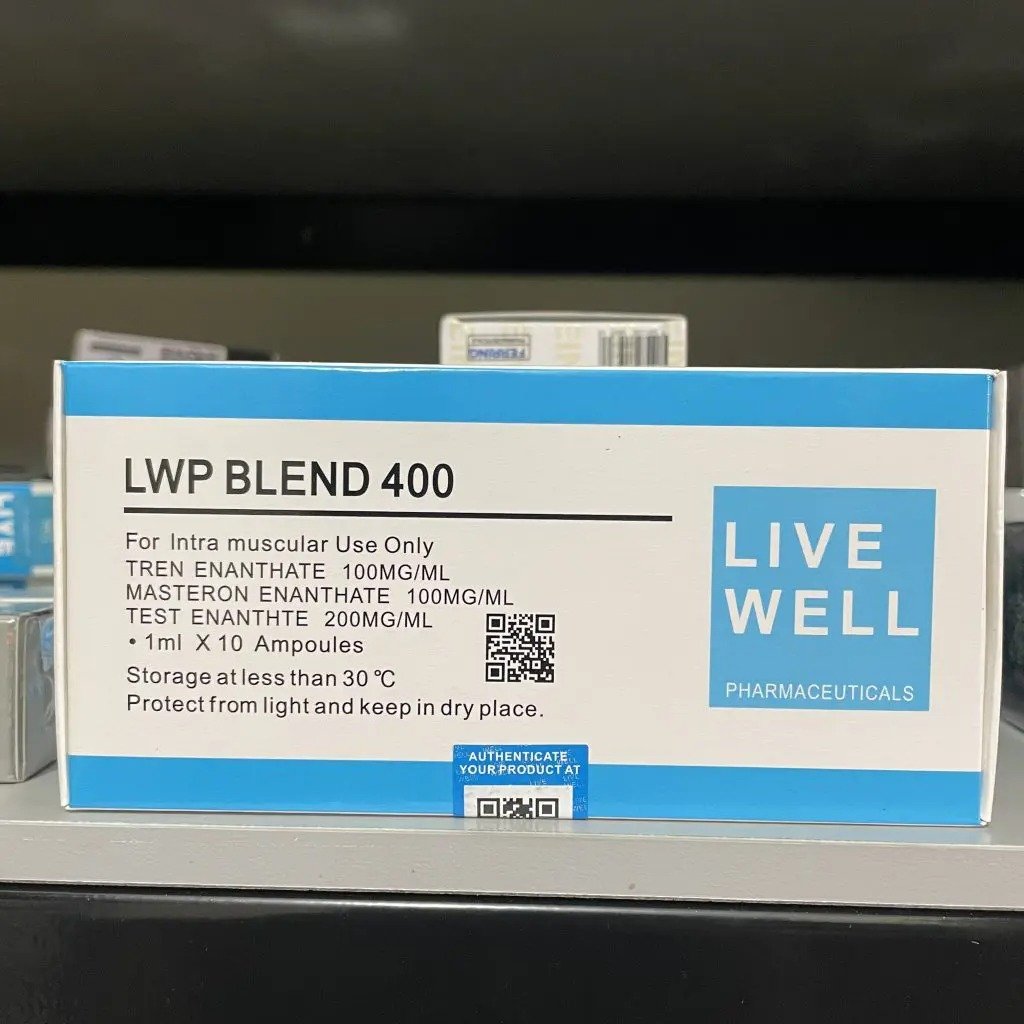 FERRING
LWP BLEND 400
For Intra muscular Use Only
TREN ENANTHATE 100MG/ML
MASTERON ENANTHATE 100MG/ML
TEST ENANTHTE 200MG/ML
• 1ml X 10 Ampoules
Storage at less than 30 ℃
Protect from light and keep in dry place.
LIVE
WELL
PHARMACEUTICALS
AUTHENTICATE
YOUR PRODUCT AT
LIVE